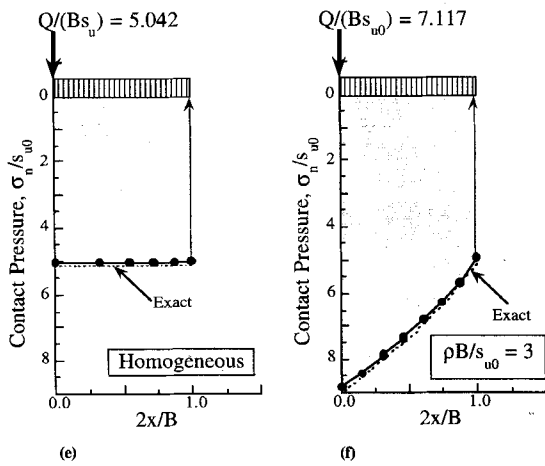 Q/(Bs_u) = 5.042
0
2
4
6
8
Contact Pressure, σ_n/s_u0
Exact
Homogeneous
0.0
1.0
2x/B
(e)
Q/(Bs_u0) = 7.117
0
2
4
6
8
Contact Pressure, σ_n/s_u0
Exact
ρB/s_u0 = 3
0.0
1.0
2x/B
(f)